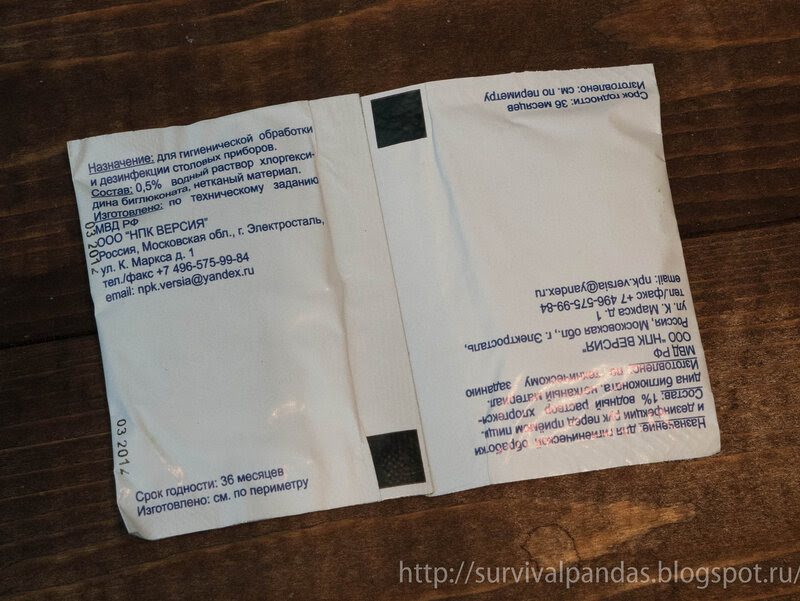 Назначение: для гигиенической обработки
и дезинфекции столовых приборов.
Состав: 0,5% водный раствор хлоргекси-
дина биглюконата, нетканый материал.
Изготовлено: по техническому заданию
МВД РФ
ООО "НПК ВЕРСИЯ"
Россия, Московская обл., г. Электросталь,
ул. К. Маркса д. 1
тел./факс +7 496-575-99-84
email: npk.versia@yandex.ru
03 2014
03 2014
Срок годности: 36 месяцев
Изготовлено: см. по периметру
Назначение: для гигиенической обработки
и дезинфекции рук перед приёмом пищи.
Состав: 1% водный раствор хлоргекси-
дина биглюконата, нетканый материал.
Изготовлено: по техническому заданию
МВД РФ
ООО "НПК ВЕРСИЯ"
Россия, Московская обл., г. Электросталь,
ул. К. Маркса д. 1
тел./факс +7 496-575-99-84
email: npk.versia@yandex.ru
Срок годности: 36 месяцев
Изготовлено: см. по периметру
http://survivalpandas.blogspot.ru/